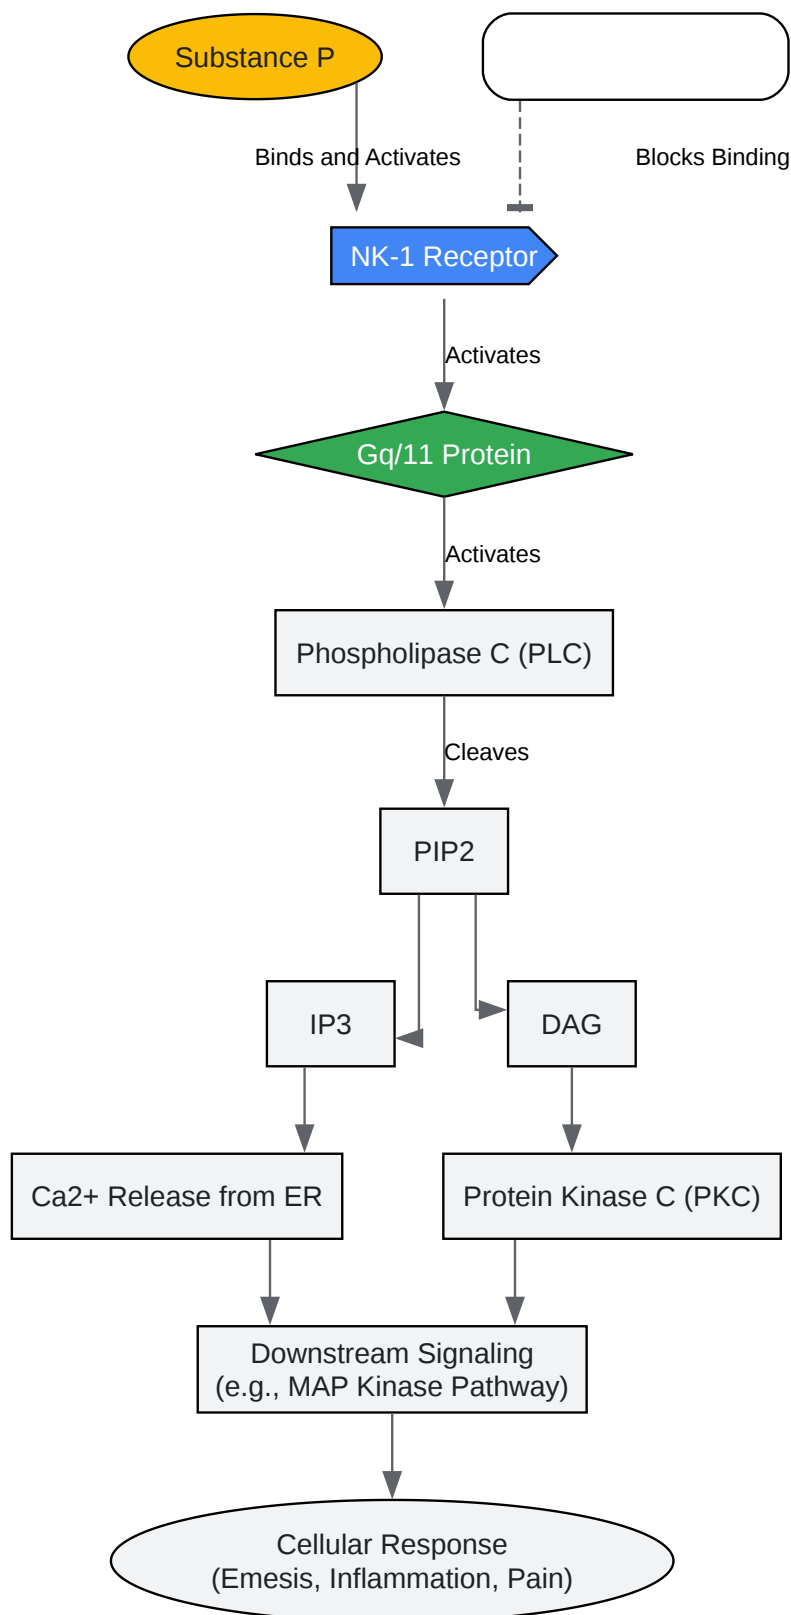 Substance P
Binds and Activates
Blocks Binding
NK-1 Receptor
Activates
Gq/11 Protein
Activates
Phospholipase C (PLC)
Cleaves
PIP2
IP3
DAG
Ca2+ Release from ER
Protein Kinase C (PKC)
Downstream Signaling
(e.g., MAP Kinase Pathway)
Cellular Response
(Emesis, Inflammation, Pain)